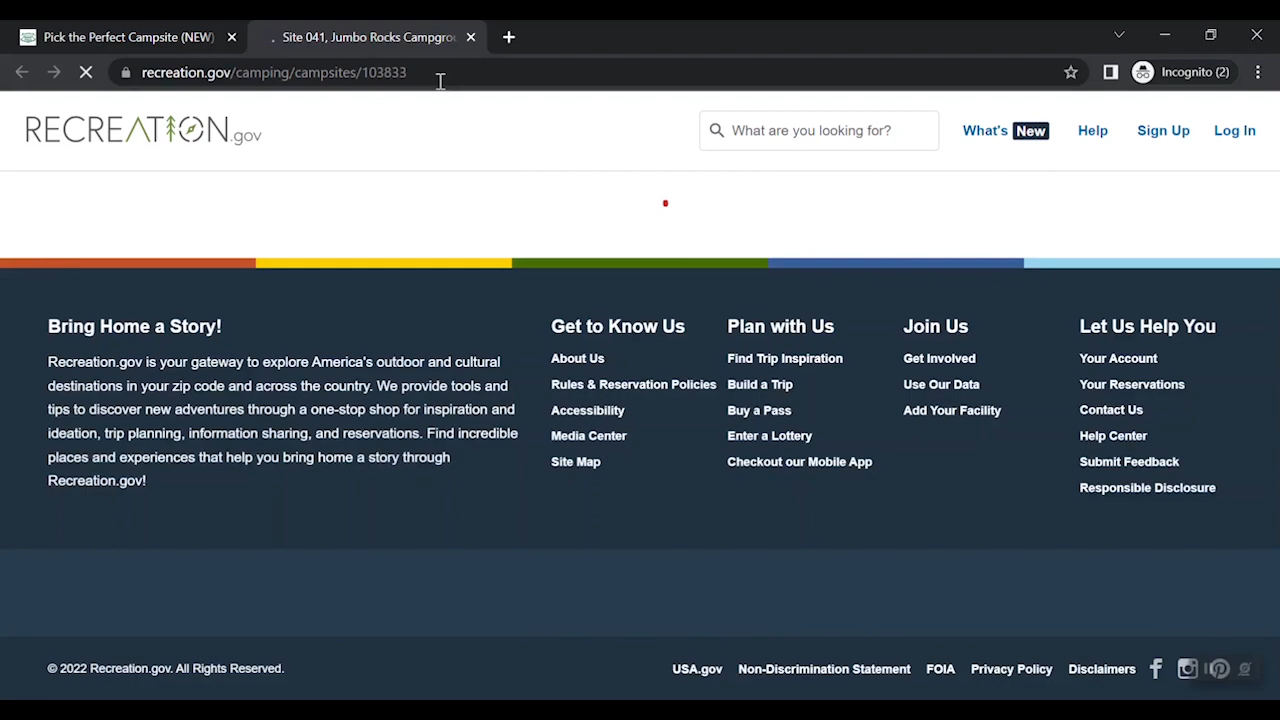 Pick the Perfect Campsite (NEW)
Site 041, Jumbo Rocks Campgrou
recreation.gov/camping/campsites/103833
Incognito (2)
RECREATION.gov
What are you looking for?
What's New
Help
Sign Up
Log In
Bring Home a Story!
Recreation.gov is your gateway to explore America's outdoor and cultural
destinations in your zip code and across the country. We provide tools and
tips to discover new adventures through a one-stop shop for inspiration and
ideation, trip planning, information sharing, and reservations. Find incredible
places and experiences that help you bring home a story through
Recreation.gov!
Get to Know Us
About Us
Rules & Reservation Policies
Accessibility
Media Center
Site Map
Plan with Us
Find Trip Inspiration
Build a Trip
Buy a Pass
Enter a Lottery
Checkout our Mobile App
Join Us
Get Involved
Use Our Data
Add Your Facility
Let Us Help You
Your Account
Your Reservations
Contact Us
Help Center
Submit Feedback
Responsible Disclosure
© 2022 Recreation.gov. All Rights Reserved.
USA.gov
Non-Discrimination Statement
FOIA
Privacy Policy
Disclaimers